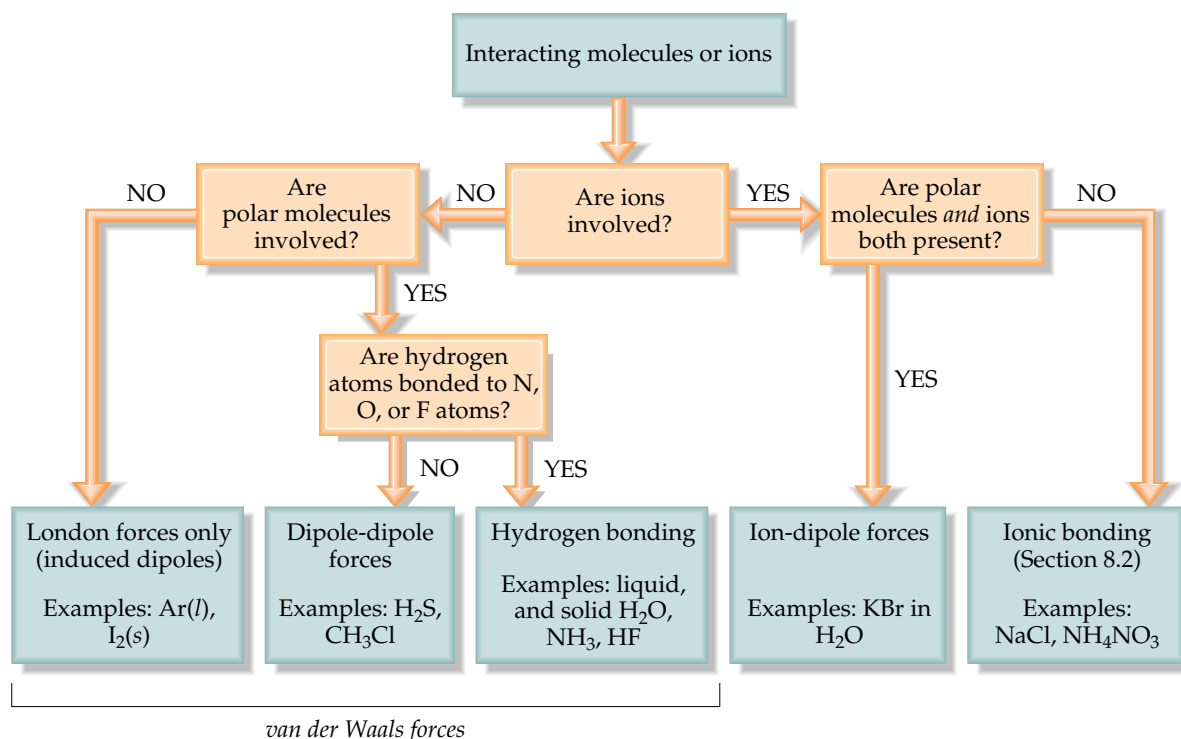 Interacting molecules or ions
NO
Are
polar molecules
involved?
NO
Are ions
involved?
YES
Are polar
molecules and ions
both present?
NO
YES
Are hydrogen
atoms bonded to N,
O, or F atoms?
YES
NO
YES
London forces only
(induced dipoles)
Examples: Ar(l),
I₂(s)
Dipole-dipole
forces
Examples: H₂S,
CH₃Cl
Hydrogen bonding
Examples: liquid,
and solid H₂O,
NH₃, HF
Ion-dipole forces
Examples: KBr in
H₂O
Ionic bonding
(Section 8.2)
Examples:
NaCl, NH₄NO₃
van der Waals forces